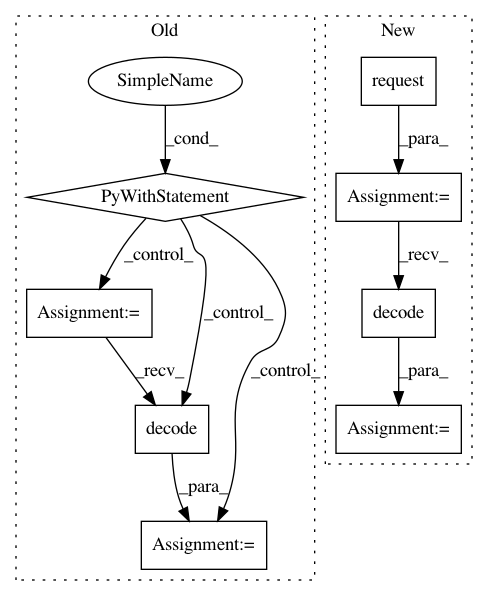 Old
New
SimpleName
request
_cond_
_para_
PyWithStatement
Assignment:=
_control_
_recv_
Assignment:=
_control_
decode
_control_
_recv_
_para_
decode
Assignment:=
_para_
Assignment:=